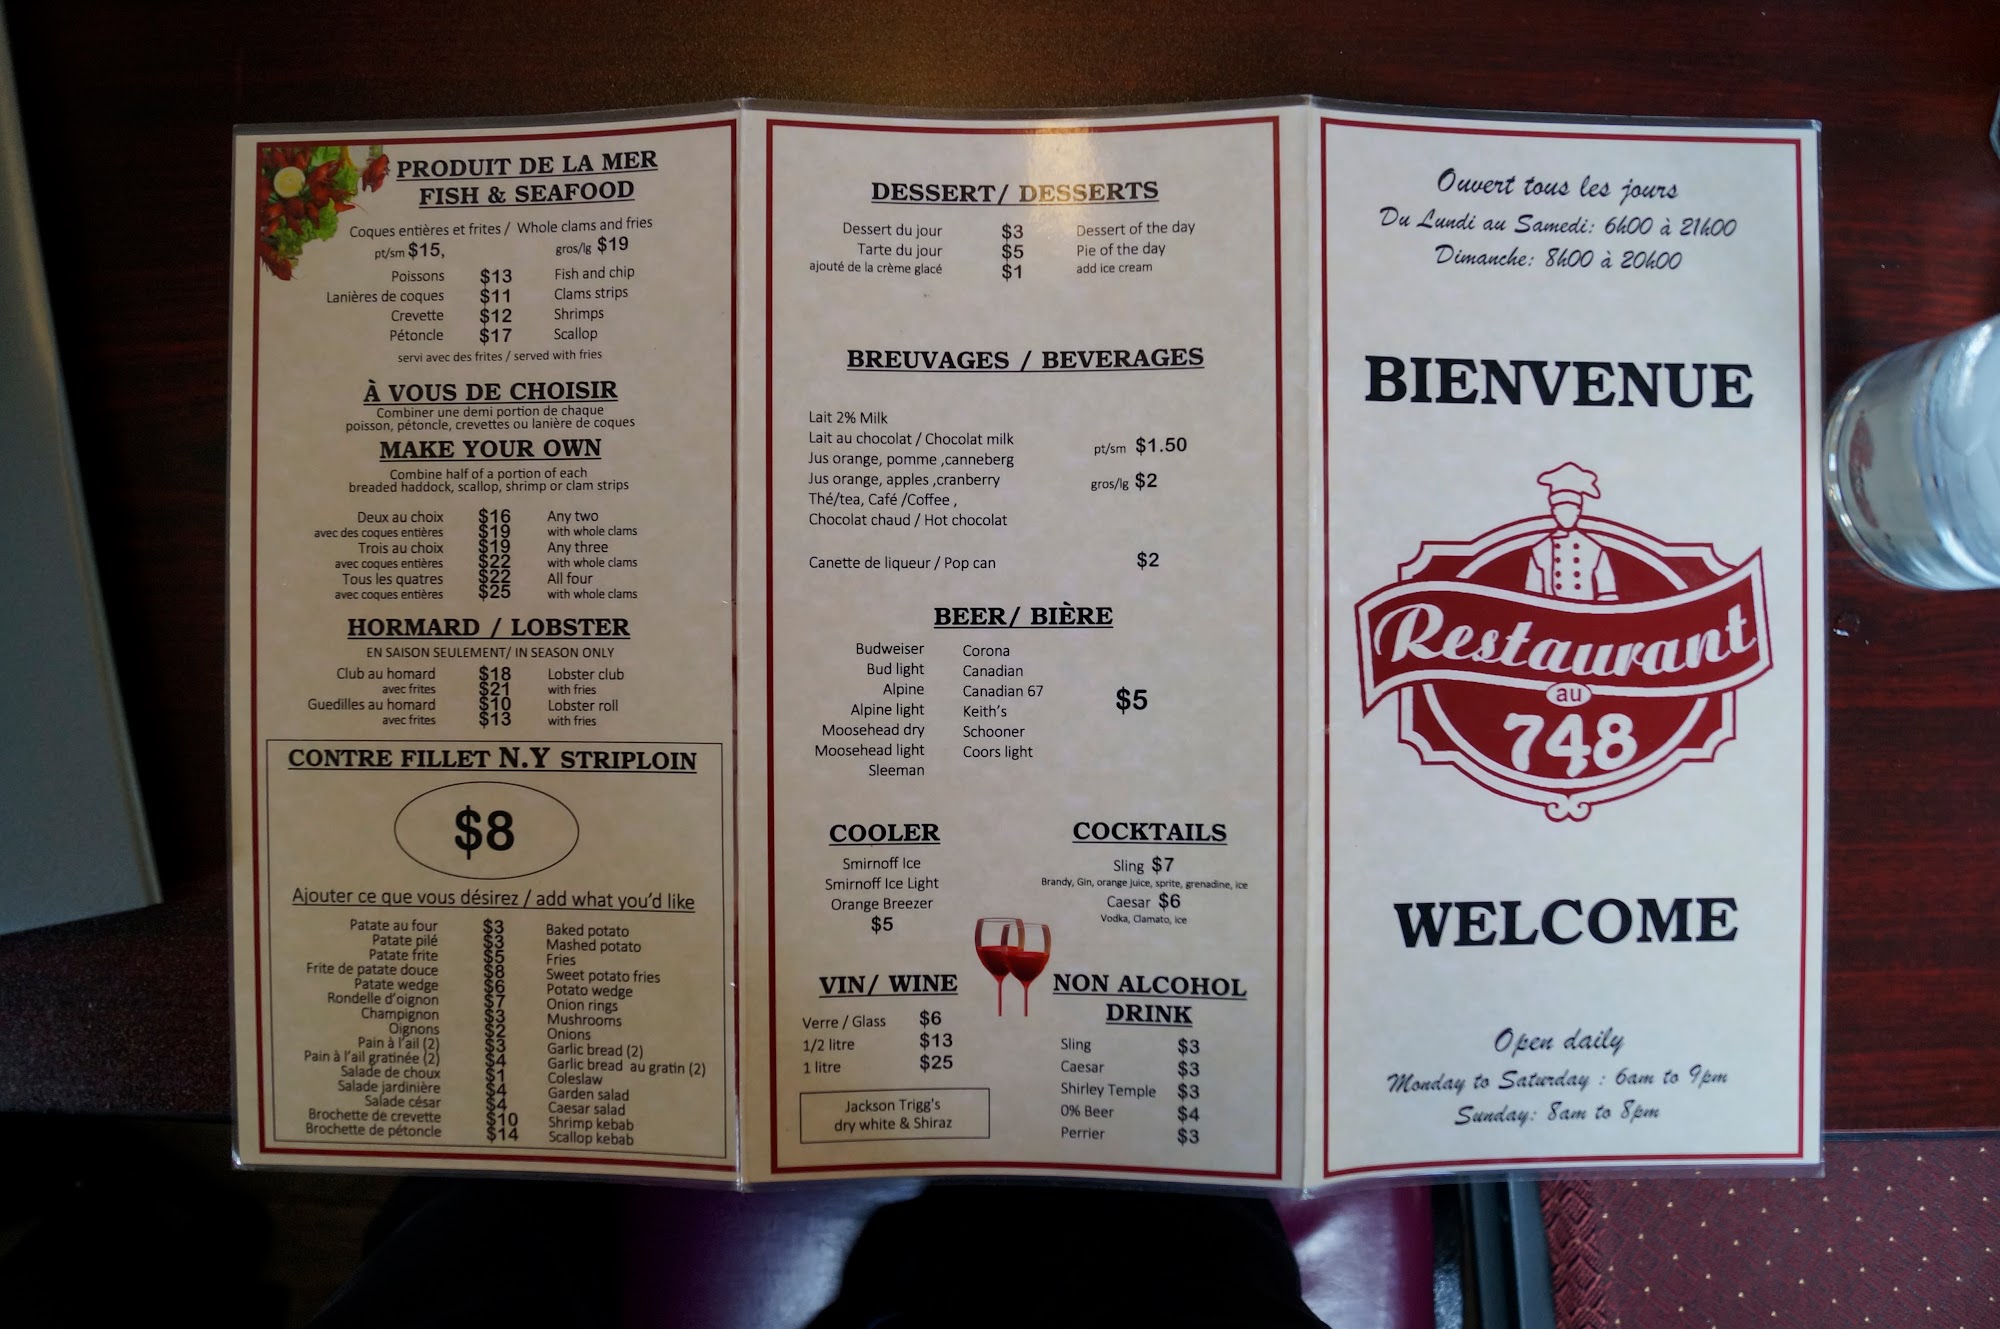 PRODUIT DE LA MER
FISH & SEAFOOD
Coques entières et frites / Whole clams and fries
pt/sm $15, gros/lg $19
Poissons $13 Fish and chip
Lanières de coques $11 Clams strips
Crevette $12 Shrimps
Pétoncle $17 Scallop
servi avec des frites / served with fries
À VOUS DE CHOISIR
Combiner une demi portion de chaque
poisson, pétoncle, crevettes ou lanière de coques
MAKE YOUR OWN
Combine half of a portion of each
breaded haddock, scallop, shrimp or clam strips
Deux au choix $16 Any two
avec des coques entières $19 with whole clams
Trois au choix $19 Any three
avec coques entières $22 with whole clams
Tous les quatres $22 All four
avec coques entières $25 with whole clams
HORMARD / LOBSTER
EN SAISON SEULEMENT/ IN SEASON ONLY
Club au homard $18 Lobster club
avec frites $21 with fries
Guedilles au homard $10 Lobster roll
avec frites $13 with fries
CONTRE FILLET N.Y STRIPLOIN
$8
Ajouter ce que vous désirez / add what you'd like
Patate au four $3 Baked potato
Patate pilé $3 Mashed potato
Patate frite $5 Fries
Frite de patate douce $8 Sweet potato fries
Patate wedge $6 Potato wedge
Rondelle d'oignon $7 Onion rings
Champignon $3 Mushrooms
Oignons $2 Onions
Pain à l'ail (2) $3 Garlic bread (2)
Pain à l'ail gratinée (2) $4 Garlic bread au gratin (2)
Salade de choux $1 Coleslaw
Salade jardinière $4 Garden salad
Salade césar $4 Caesar salad
Brochette de crevette $10 Shrimp kebab
Brochette de pétoncle $14 Scallop kebab
DESSERT/ DESSERTS
Dessert du jour $3 Dessert of the day
Tarte du jour $5 Pie of the day
ajouté de la crème glacé $1 add ice cream
BREUVAGES / BEVERAGES
Lait 2% Milk
Lait au chocolat / Chocolat milk
Jus orange, pomme ,canneberg
Jus orange, apples ,cranberry
Thé/tea, Café /Coffee ,
Chocolat chaud / Hot chocolat
pt/sm $1.50
gros/lg $2
Canette de liqueur / Pop can $2
BEER/ BIÈRE
Budweiser Corona
Bud light Canadian
Alpine Canadian 67
Alpine light Keith's
Moosehead dry Schooner
Moosehead light Coors light
Sleeman
$5
COOLER
Smirnoff Ice
Smirnoff Ice Light
Orange Breezer
$5
COCKTAILS
Sling $7
Brandy, Gin, orange juice, sprite, grenadine, ice
Caesar $6
Vodka, Clamato, ice
VIN/ WINE
Verre / Glass $6
1/2 litre $13
1 litre $25
Jackson Trigg's
dry white & Shiraz
NON ALCOHOL
DRINK
Sling $3
Caesar $3
Shirley Temple $3
0% Beer $4
Perrier $3
Ouvert tous les jours
Du Lundi au Samedi: 6h00 à 21h00
Dimanche: 8h00 à 20h00
BIENVENUE
Restaurant
au
748
WELCOME
Open daily
Monday to Saturday : 6am to 9pm
Sunday: 8am to 8pm